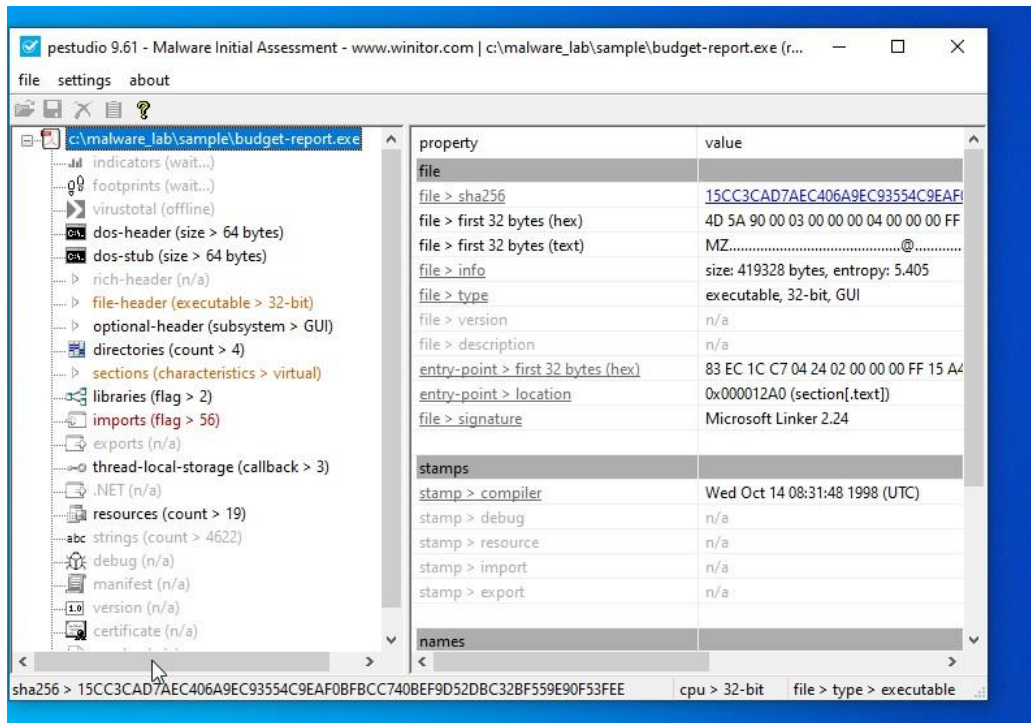 pestudio 9.61 - Malware Initial Assessment - www.winitor.com | c:\malware_lab\sample\budget-report.exe (r...
file settings about
c:\malware_lab\sample\budget-report.exe
indicators (wait...)
footprints (wait...)
virustotal (offline)
dos-header (size > 64 bytes)
dos-stub (size > 64 bytes)
rich-header (n/a)
file-header (executable > 32-bit)
optional-header (subsystem > GUI)
directories (count > 4)
sections (characteristics > virtual)
libraries (flag > 2)
imports (flag > 56)
exports (n/a)
thread-local-storage (callback > 3)
.NET (n/a)
resources (count > 19)
abc strings (count > 4622)
debug (n/a)
manifest (n/a)
1.0 version (n/a)
certificate (n/a)
property value
file
file > sha256 15CC3CAD7AEC406A9EC93554C9EAF
file > first 32 bytes (hex) 4D 5A 90 00 03 00 00 00 04 00 00 00 FF
file > first 32 bytes (text) MZ..........................................@............
file > info size: 419328 bytes, entropy: 5.405
file > type executable, 32-bit, GUI
file > version n/a
file > description n/a
entry-point > first 32 bytes (hex) 83 EC 1C C7 04 24 02 00 00 00 FF 15 A4
entry-point > location 0x000012A0 (section[.text])
file > signature Microsoft Linker 2.24
stamps
stamp > compiler Wed Oct 14 08:31:48 1998 (UTC)
stamp > debug n/a
stamp > resource n/a
stamp > import n/a
stamp > export n/a
names
sha256 > 15CC3CAD7AEC406A9EC93554C9EAF0BFBCC740BEF9D52DBC32BF559E90F53FEE cpu > 32-bit file > type > executable